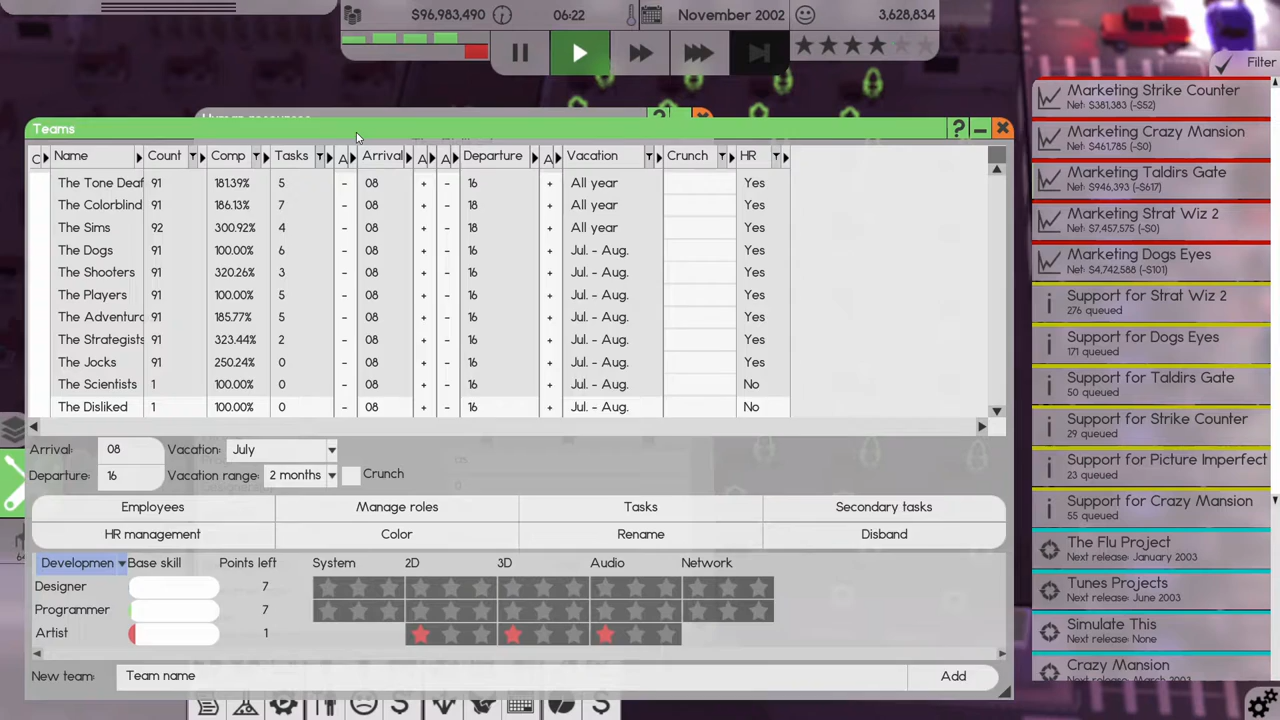 $96,983,490 06:22 November 2002 3,628,834
Filter
Marketing Strike Counter
Net: $381,383 (-$52)
Marketing Crazy Mansion
Net: $461,785 (-$0)
Marketing Taldirs Gate
Net: $946,393 (-$617)
Marketing Strat Wiz 2
Net: $7,457,575 (-$0)
Marketing Dogs Eyes
Net: $4,742,588 (-$101)
Support for Strat Wiz 2
276 queued
Support for Dogs Eyes
171 queued
Support for Taldirs Gate
50 queued
Support for Strike Counter
29 queued
Support for Picture Imperfect
23 queued
Support for Crazy Mansion
55 queued
The Flu Project
Next release: January 2003
Tunes Projects
Next release: June 2003
Simulate This
Next release: None
Crazy Mansion
Next release: March 2003
Human resources ?
Teams ?
C Name Count Comp Tasks A Arrival A A Departure A Vacation Crunch HR
The Tone Deaf 91 181.39% 5 - 08 + - 16 + All year Yes
The Colorblind 91 186.13% 7 - 08 + - 18 + All year Yes
The Sims 92 300.92% 4 - 08 + - 18 + All year Yes
The Dogs 91 100.00% 6 - 08 + - 16 + Jul. - Aug. Yes
The Shooters 91 320.26% 3 - 08 + - 16 + Jul. - Aug. Yes
The Players 91 100.00% 5 - 08 + - 16 + Jul. - Aug. Yes
The Adventurc 91 185.77% 5 - 08 + - 16 + Jul. - Aug. Yes
The Strategists 91 323.44% 2 - 08 + - 16 + Jul. - Aug. Yes
The Jocks 91 250.24% 0 - 08 + - 16 + Jul. - Aug. Yes
The Scientists 1 100.00% 0 - 08 + - 16 + Jul. - Aug. No
The Disliked 1 100.00% 0 - 08 + - 16 + Jul. - Aug. No
Arrival: 08 Vacation: July
Departure: 16 Vacation range: 2 months Crunch
Employees Manage roles Tasks Secondary tasks
HR management Color Rename Disband
Developmen Base skill Points left System 2D 3D Audio Network
Designer 7
Programmer 7
Artist 1
New team: Team name Add